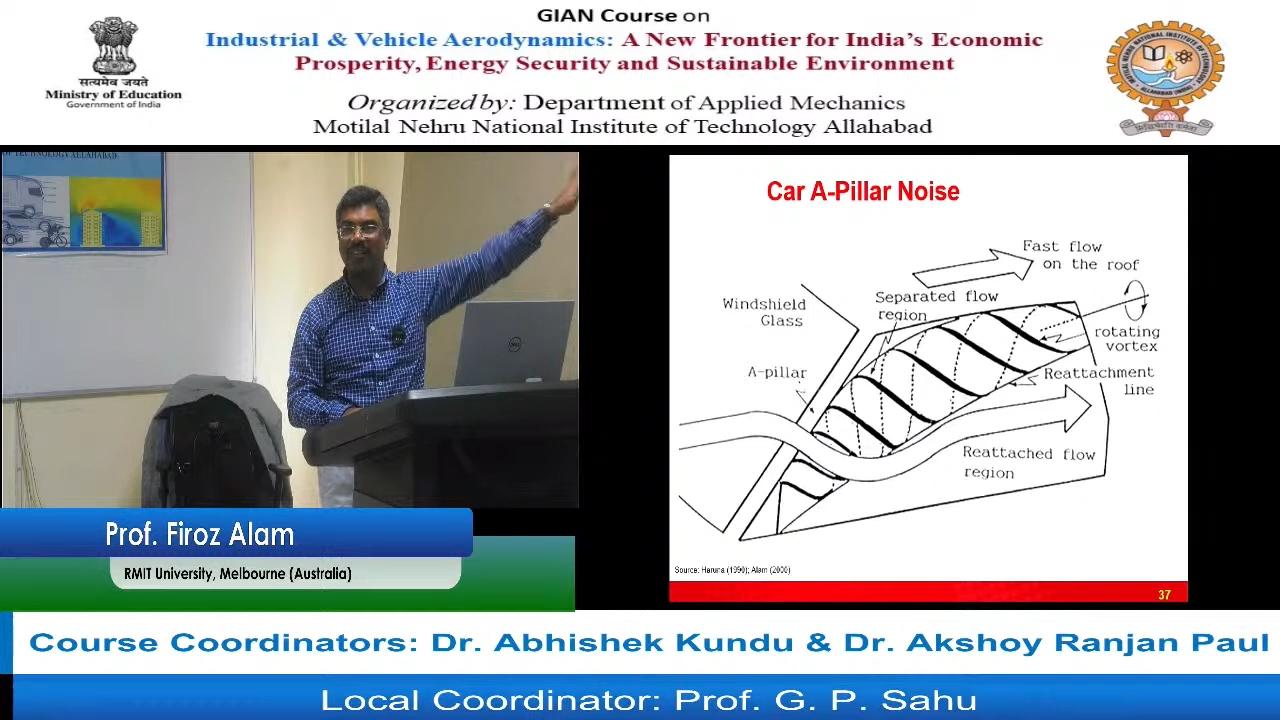 GIAN Course on
Industrial & Vehicle Aerodynamics: A New Frontier for India's Economic
Prosperity, Energy Security and Sustainable Environment
Organized by: Department of Applied Mechanics
Motilal Nehru National Institute of Technology Allahabad
सत्यमेव जयते
Ministry of Education
Government of India
OF TECHNOLOGY ALLAHABAD
Car A-Pillar Noise
Fast flow
on the roof
Windshield
Glass
Separated flow
region
rotating
vortex
A-pillar
Reattachment
line
Reattached flow
region
Source: Haruna (1990); Alam (2000)
37
Prof. Firoz Alam
RMIT University, Melbourne (Australia)
Course Coordinators: Dr. Abhishek Kundu & Dr. Akshoy Ranjan Paul
Local Coordinator: Prof. G. P. Sahu